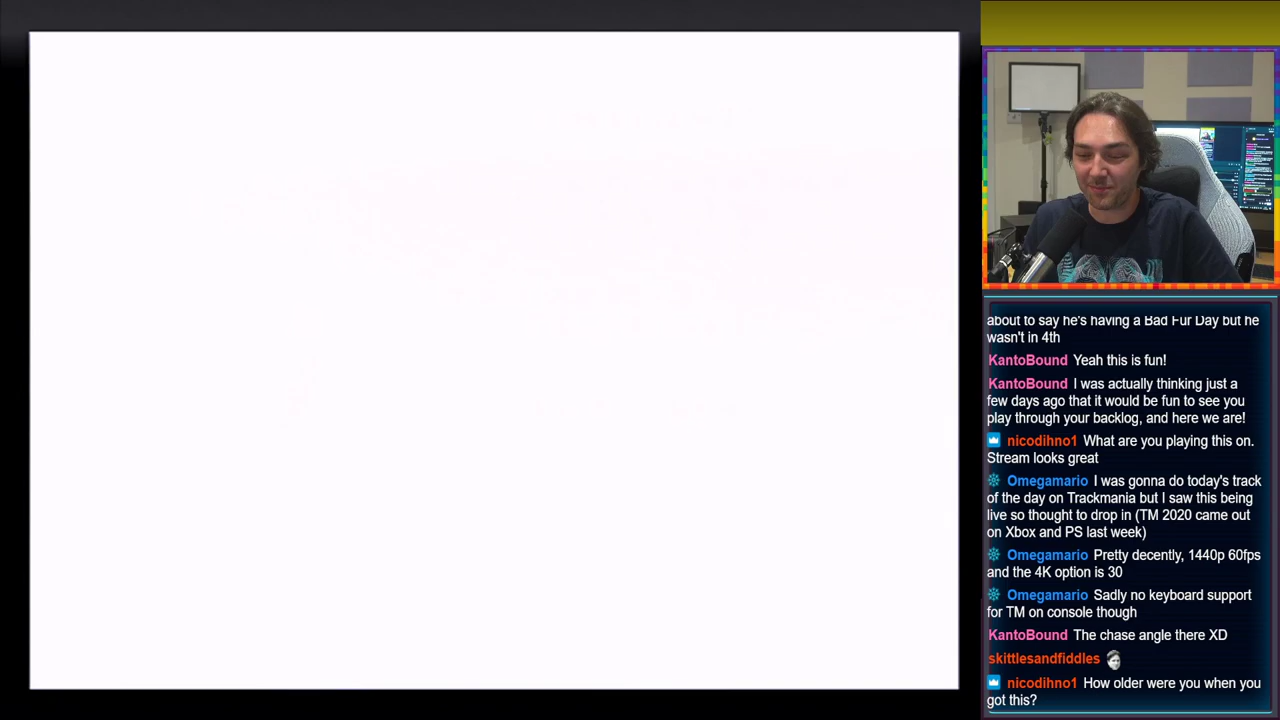 about to say he's having a Bad Fur Day but he
wasn't in 4th
KantoBound Yeah this is fun!
KantoBound I was actually thinking just a
few days ago that it would be fun to see you
play through your backlog, and here we are!
nicodihno1 What are you playing this on.
Stream looks great
Omegamario I was gonna do today's track
of the day on Trackmania but I saw this being
live so thought to drop in (TM 2020 came out
on Xbox and PS last week)
Omegamario Pretty decently, 1440p 60fps
and the 4K option is 30
Omegamario Sadly no keyboard support
for TM on console though
KantoBound The chase angle there XD
skittlesandfiddles
nicodihno1 How older were you when you
got this?